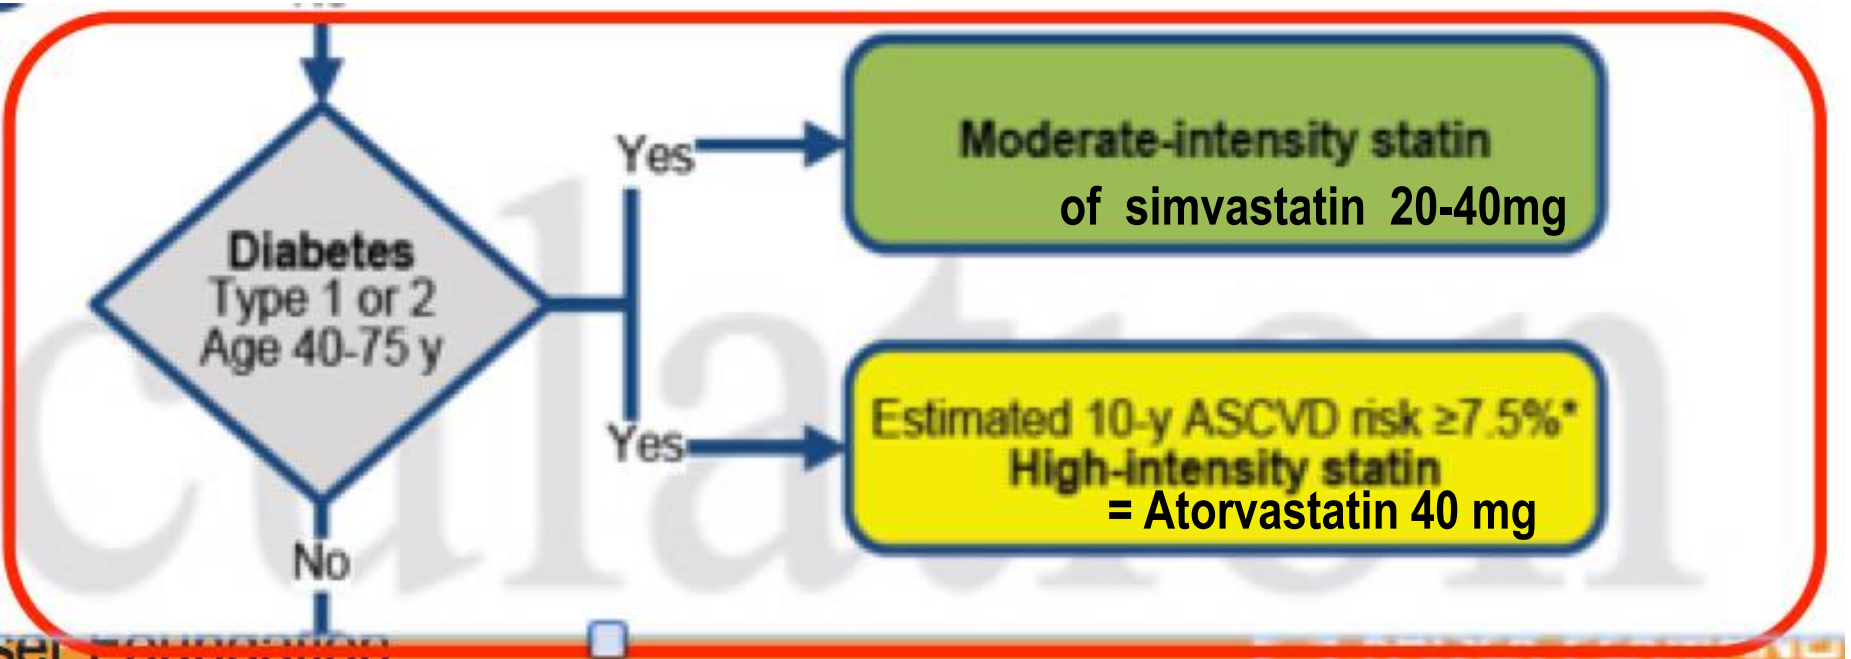 Diabetes
Type 1 or 2
Age 40-75 y
Yes
Moderate-intensity statin
of simvastatin 20-40mg
Yes
Estimated 10-y ASCVD risk ≥7.5%*
High-intensity statin
= Atorvastatin 40 mg
No
culation